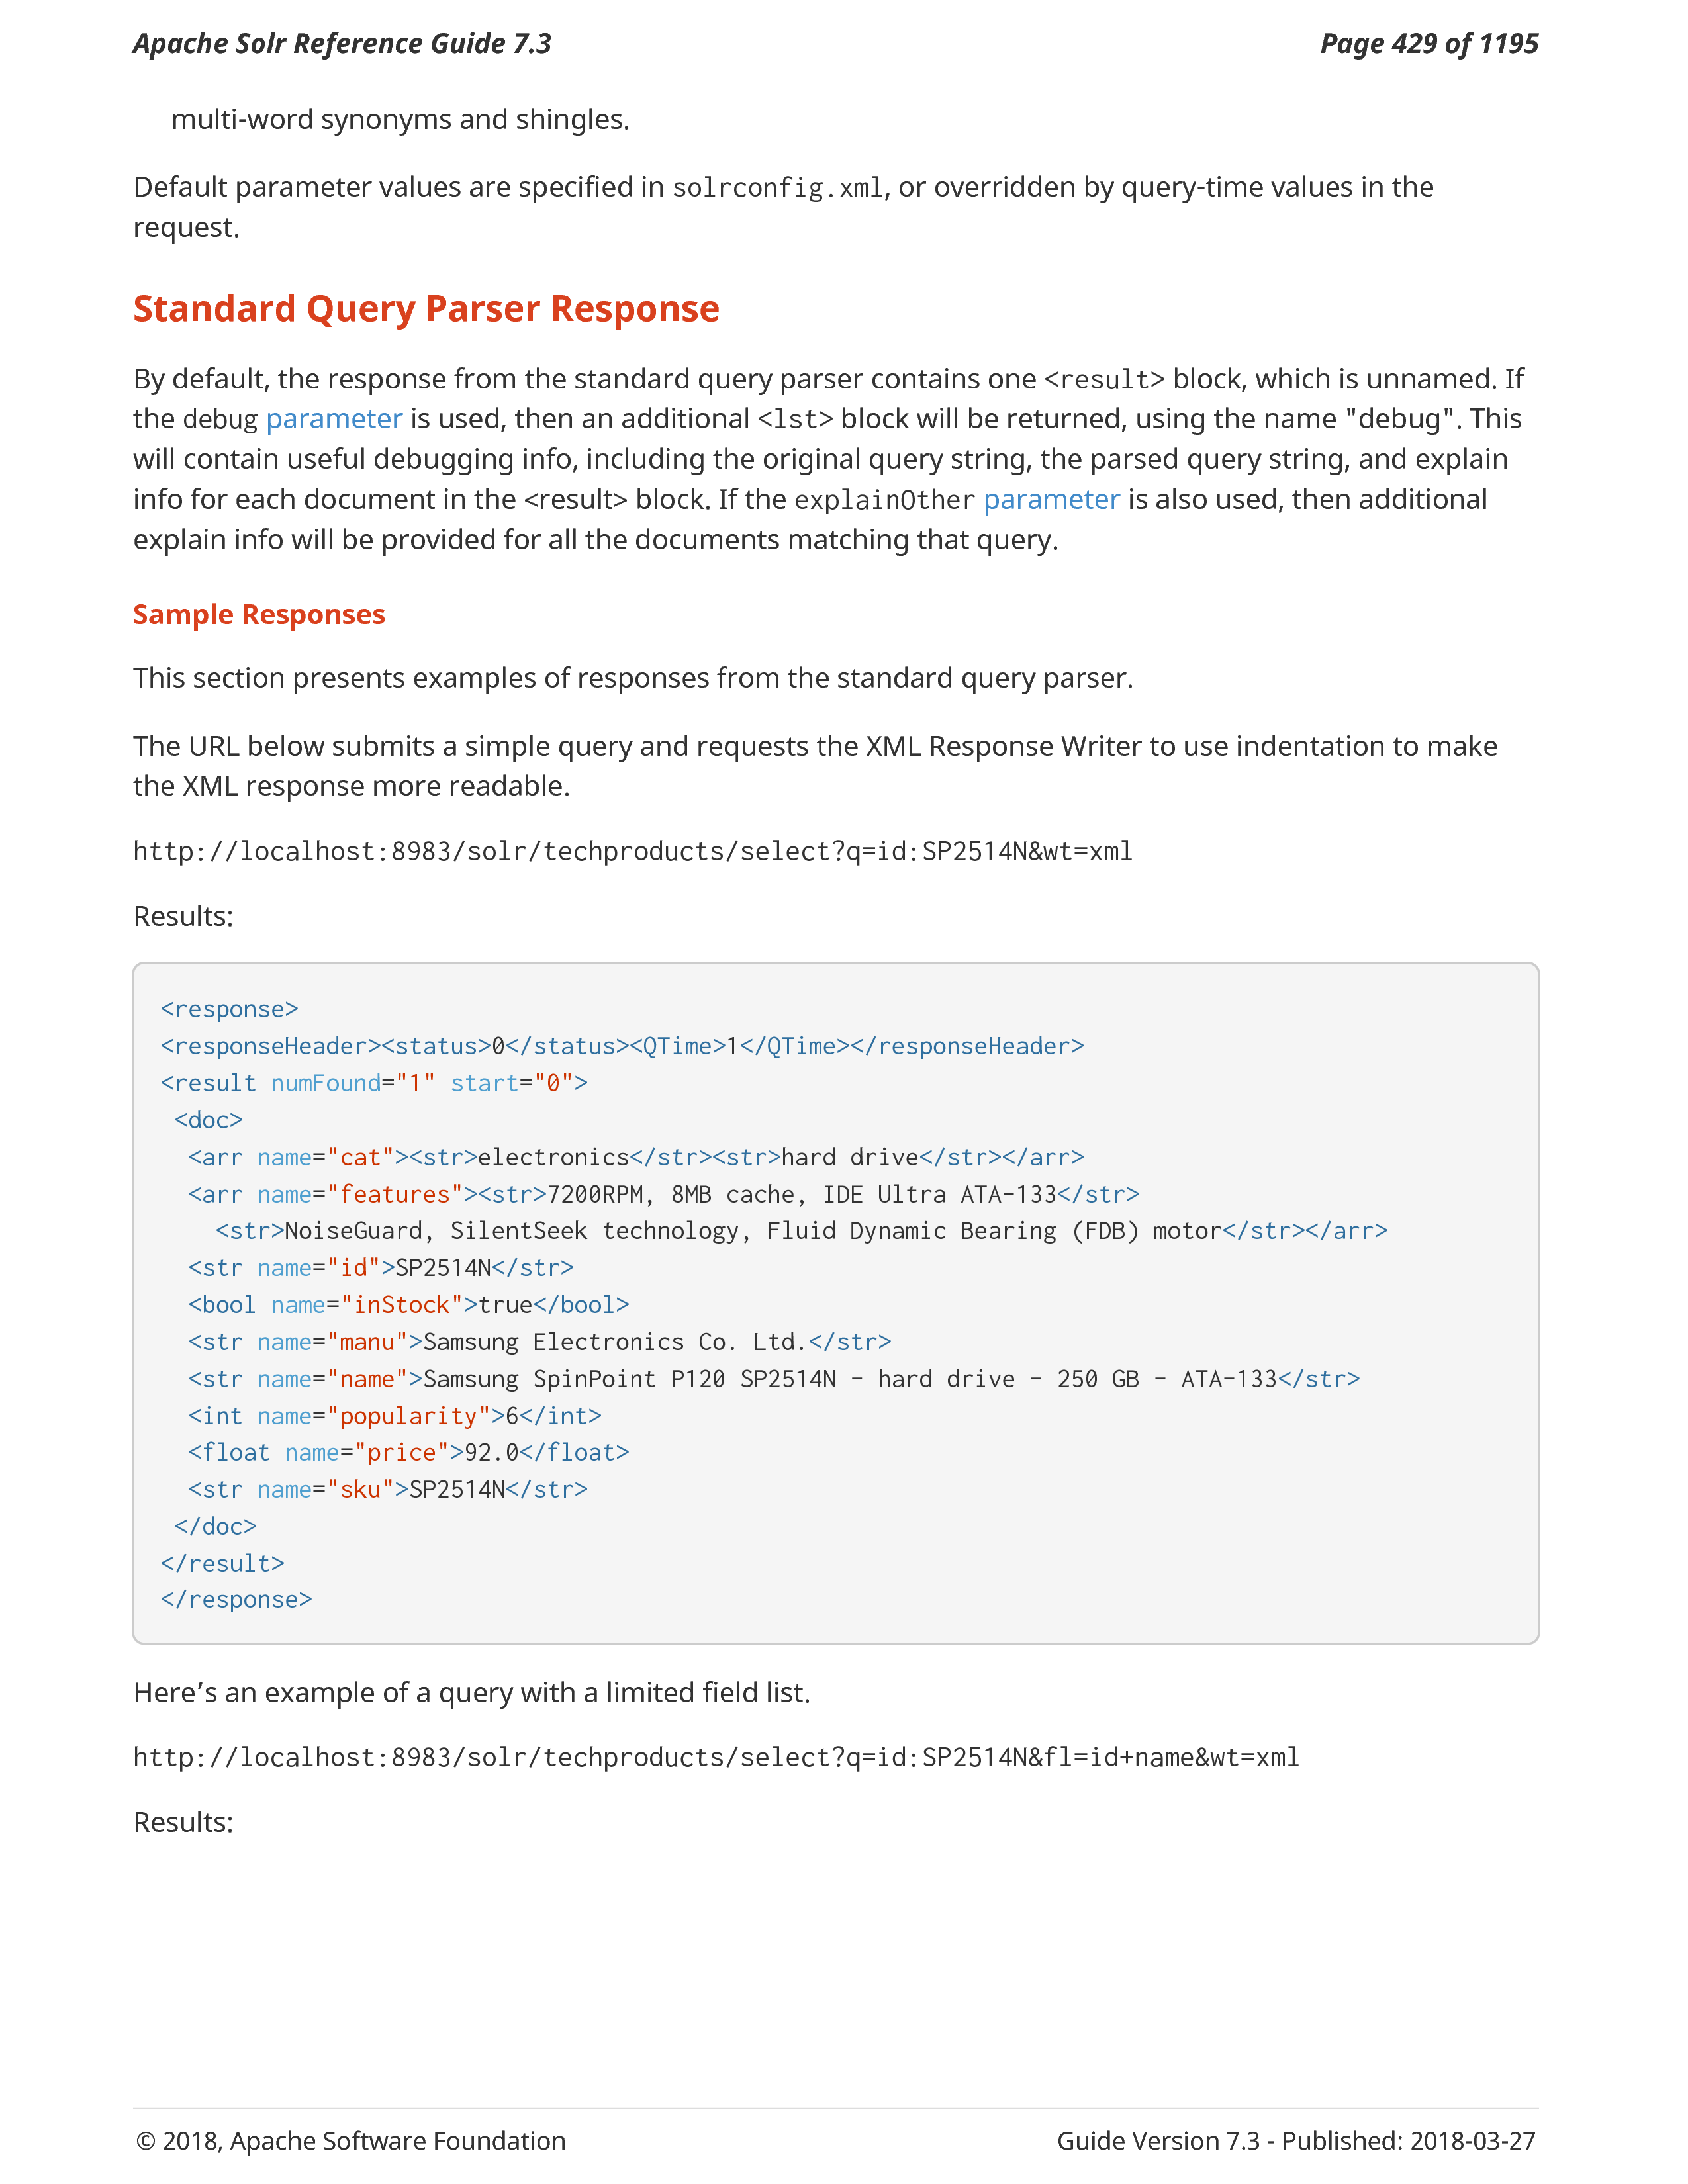 Apache Solr Reference Guide 7.3
Page 429 of 1195
multi-word synonyms and shingles.
Default parameter values are specified in solrconfig.xml, or overridden by query-time values in the
request.
Standard Query Parser Response
By default, the response from the standard query parser contains one <result> block, which is unnamed. If
the debug parameter is used, then an additional <lst> block will be returned, using the name "debug". This
will contain useful debugging info, including the original query string, the parsed query string, and explain
info for each document in the <result> block. If the explainOther parameter is also used, then additional
explain info will be provided for all the documents matching that query.
Sample Responses
This section presents examples of responses from the standard query parser.
The URL below submits a simple query and requests the XML Response Writer to use indentation to make
the XML response more readable.
http://localhost:8983/solr/techproducts/select?q=id:SP2514N&wt=xml
Results:
<response>
<responseHeader><status>0</status><QTime>1</QTime></responseHeader>
<result numFound="1" start="0">
 <doc>
  <arr name="cat"><str>electronics</str><str>hard drive</str></arr>
  <arr name="features"><str>7200RPM, 8MB cache, IDE Ultra ATA-133</str>
    <str>NoiseGuard, SilentSeek technology, Fluid Dynamic Bearing (FDB) motor</str></arr>
  <str name="id">SP2514N</str>
  <bool name="inStock">true</bool>
  <str name="manu">Samsung Electronics Co. Ltd.</str>
  <str name="name">Samsung SpinPoint P120 SP2514N - hard drive - 250 GB - ATA-133</str>
  <int name="popularity">6</int>
  <float name="price">92.0</float>
  <str name="sku">SP2514N</str>
 </doc>
</result>
</response>
Here’s an example of a query with a limited field list.
http://localhost:8983/solr/techproducts/select?q=id:SP2514N&fl=id+name&wt=xml
Results:
© 2018, Apache Software Foundation
Guide Version 7.3 - Published: 2018-03-27